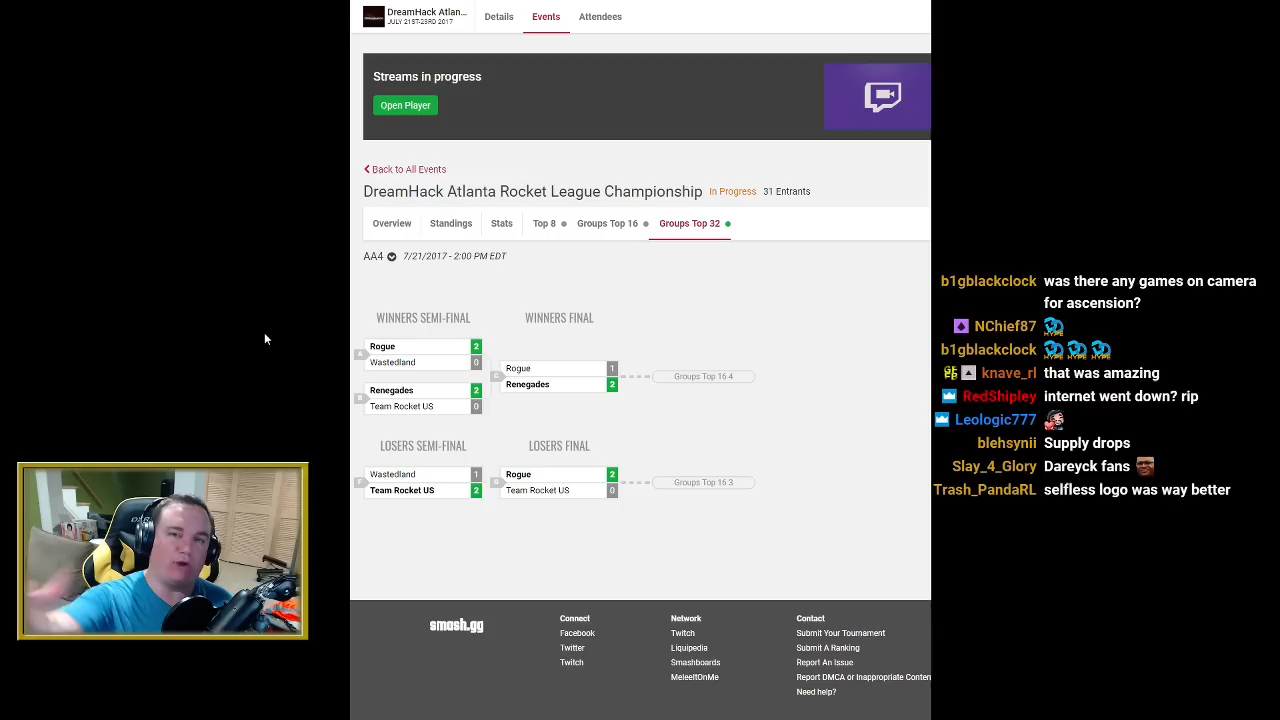 DreamHack Atlan...
JULY 21ST-23RD 2017
Details
Events
Attendees
Streams in progress
Open Player
Back to All Events
DreamHack Atlanta Rocket League Championship In Progress 31 Entrants
Overview
Standings
Stats
Top 8
Groups Top 16
Groups Top 32
AA4 7/21/2017 - 2:00 PM EDT
WINNERS SEMI-FINAL
WINNERS FINAL
A
Rogue 2
Wastedland 0
B
Renegades 2
Team Rocket US 0
C
Rogue 1
Renegades 2
Groups Top 16 4
LOSERS SEMI-FINAL
LOSERS FINAL
F
Wastedland 1
Team Rocket US 2
G
Rogue 2
Team Rocket US 0
Groups Top 16 3
smash.gg
Connect
Facebook
Twitter
Twitch
Network
Twitch
Liquipedia
Smashboards
MeleeItOnMe
Contact
Submit Your Tournament
Submit A Ranking
Report An Issue
Report DMCA or Inappropriate Conten
Need help?
b1gblackclock was there any games on camera
for ascension?
NChief87
b1gblackclock
knave_rl that was amazing
RedShipley internet went down? rip
Leologic777
blehsynii Supply drops
Slay_4_Glory Dareyck fans
Trash_PandaRL selfless logo was way better